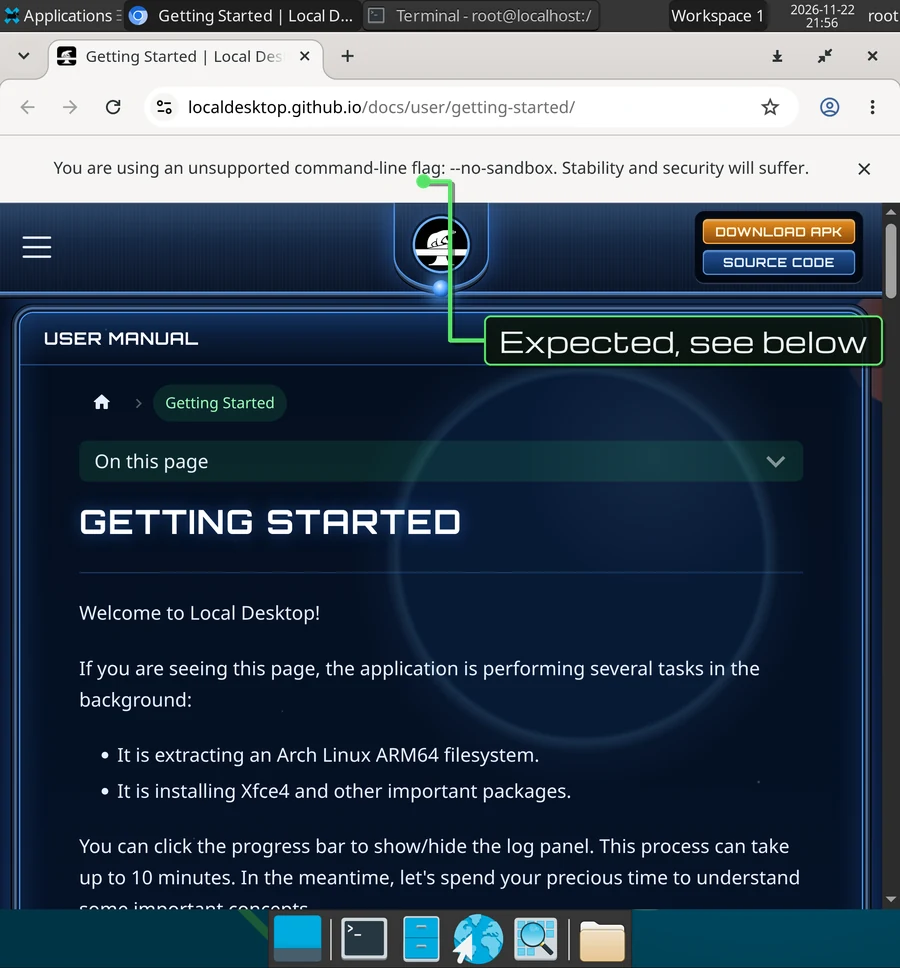 Applications
Getting Started | Local D...
Terminal - root@localhost:/
Workspace 1
2026-11-22
21:56
root
Getting Started | Local Des
localdesktop.github.io/docs/user/getting-started/
You are using an unsupported command-line flag: --no-sandbox. Stability and security will suffer.
DOWNLOAD APK
SOURCE CODE
USER MANUAL
Expected, see below
Getting Started
On this page
GETTING STARTED
Welcome to Local Desktop!
If you are seeing this page, the application is performing several tasks in the
background:
• It is extracting an Arch Linux ARM64 filesystem.
• It is installing Xfce4 and other important packages.
You can click the progress bar to show/hide the log panel. This process can take
up to 10 minutes. In the meantime, let's spend your precious time to understand
some important concepts